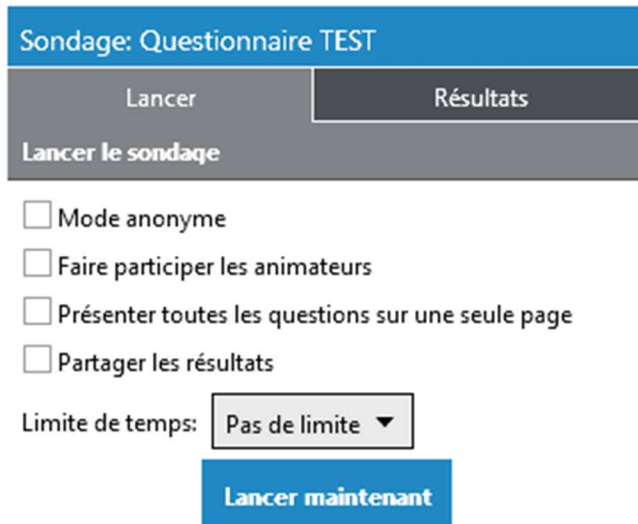 Sondage: Questionnaire TEST
Lancer Résultats
Lancer le sondage
Mode anonyme
Faire participer les animateurs
Présenter toutes les questions sur une seule page
Partager les résultats
Limite de temps: Pas de limite
Lancer maintenant